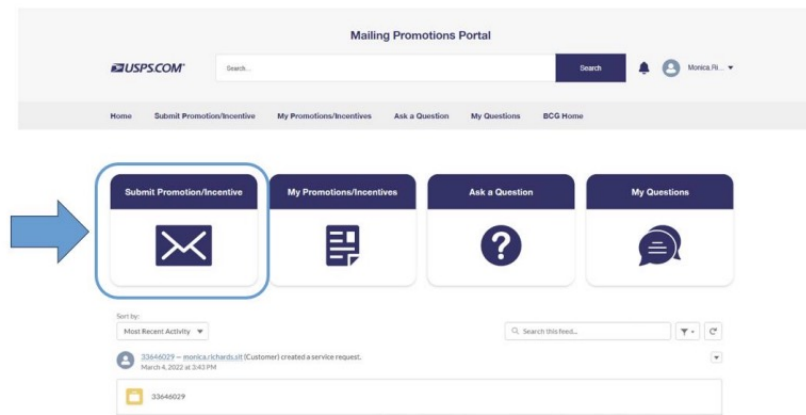 Mailing Promotions Portal
USPS.COM®
Search...
Search
Monica.Ri...
Home Submit Promotion/Incentive My Promotions/Incentives Ask a Question My Questions BCG Home
Submit Promotion/Incentive My Promotions/Incentives Ask a Question My Questions
Sort by:
Most Recent Activity
Search this feed...
33646029 — monica.richards.slt (Customer) created a service request.
March 4, 2022 at 3:43 PM
33646029